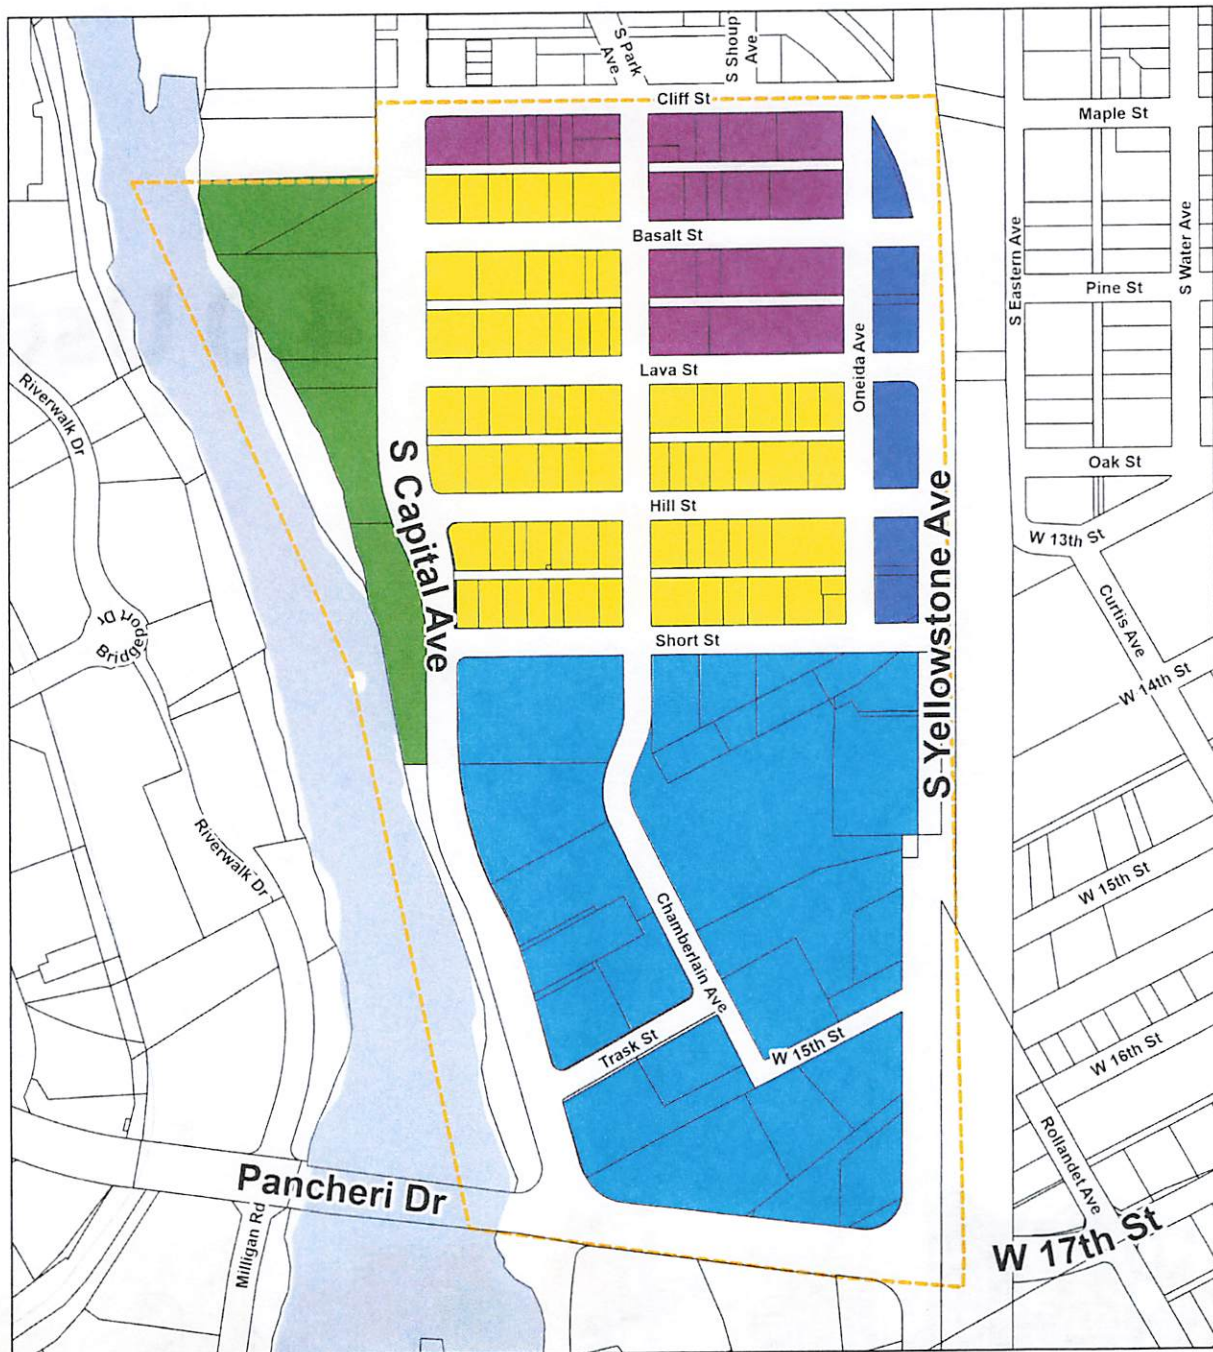 S Park
Ave
S Shoup
Ave
Cliff St
Maple St
Basalt St
S Eastern Ave
S Water Ave
Pine St
Lava St
Oneida Ave
Riverwalk Dr
S Capital Ave
Oak St
Hill St
S Yellowstone Ave
W 13th St
Curtis Ave
Bridgeport Dr
Short St
W 14th St
Riverwalk Dr
W 15th St
Chamberlain Ave
Trask St
W 15th St
W 16th St
Rollandet Ave
Pancheri Dr
Milligan Rd
W 17th St